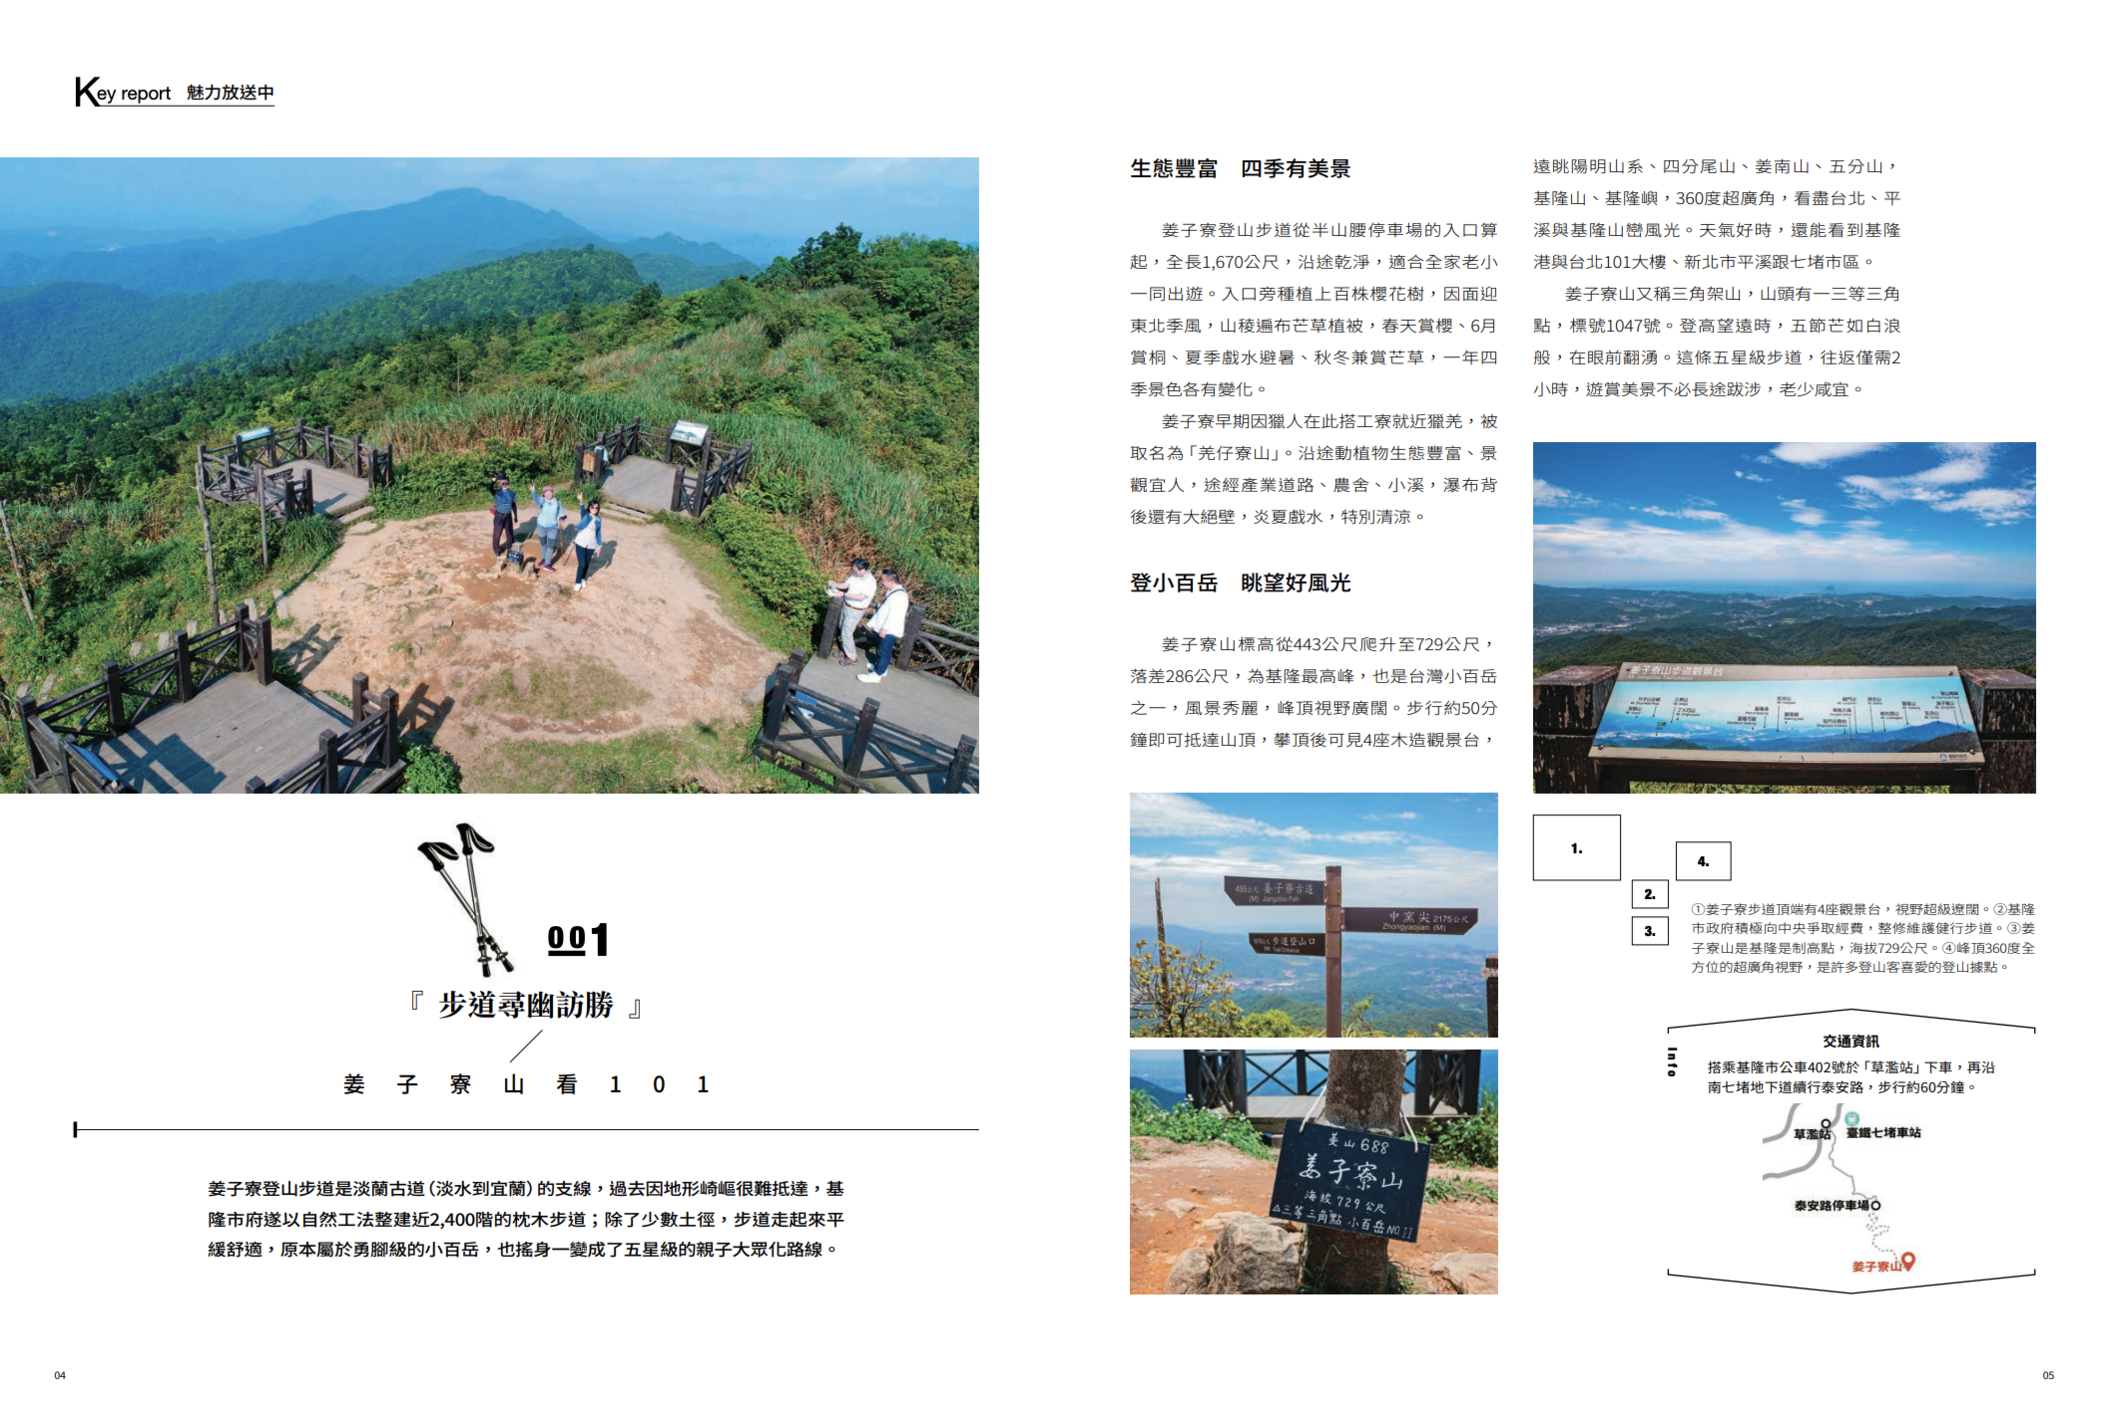 Key report 魅力放送中
001
『 步道尋幽訪勝 』
姜子寮山看101
姜子寮登山步道是淡蘭古道（淡水到宜蘭）的支線，過去因地形崎嶇很難抵達，基
隆市府遂以自然工法整建近2,400階的枕木步道；除了少數土徑，步道走起來平
緩舒適，原本屬於勇腳級的小百岳，也搖身一變成了五星級的親子大眾化路線。
04
生態豐富 四季有美景
姜子寮登山步道從半山腰停車場的入口算
起，全長1,670公尺，沿途乾淨，適合全家老小
一同出遊。入口旁種植上百株櫻花樹，因面迎
東北季風，山稜遍布芒草植被，春天賞櫻、6月
賞桐、夏季戲水避暑、秋冬兼賞芒草，一年四
季景色各有變化。
姜子寮早期因獵人在此搭工寮就近獵羌，被
取名為「羌仔寮山」。沿途動植物生態豐富、景
觀宜人，途經產業道路、農舍、小溪，瀑布背
後還有大絕壁，炎夏戲水，特別清涼。
登小百岳 眺望好風光
姜子寮山標高從443公尺爬升至729公尺，
落差286公尺，為基隆最高峰，也是台灣小百岳
之一，風景秀麗，峰頂視野廣闊。步行約50分
鐘即可抵達山頂，攀頂後可見4座木造觀景台，
遠眺陽明山系、四分尾山、姜南山、五分山，
基隆山、基隆嶼，360度超廣角，看盡台北、平
溪與基隆山巒風光。天氣好時，還能看到基隆
港與台北101大樓、新北市平溪跟七堵市區。
姜子寮山又稱三角架山，山頭有一三等三角
點，標號1047號。登高望遠時，五節芒如白浪
般，在眼前翻湧。這條五星級步道，往返僅需2
小時，遊賞美景不必長途跋涉，老少咸宜。
姜子寮山步道觀景台
455公尺 姜子寮古道
(M) Jiangziliao Path
中窯尖 2175公尺
Zhongyaojian (M)
步道登山口
Trail Entrance
姜山688
姜子寮山
海拔729公尺
△三等三角點 小百岳NO.11
1.
2.
3.
4.
①姜子寮步道頂端有4座觀景台，視野超級遼闊。②基隆
市政府積極向中央爭取經費，整修維護健行步道。③姜
子寮山是基隆是制高點，海拔729公尺。④峰頂360度全
方位的超廣角視野，是許多登山客喜愛的登山據點。
Info
交通資訊
搭乘基隆市公車402號於「草濫站」下車，再沿
南七堵地下道續行泰安路，步行約60分鐘。
草濫站
臺鐵七堵車站
泰安路停車場
姜子寮山
05